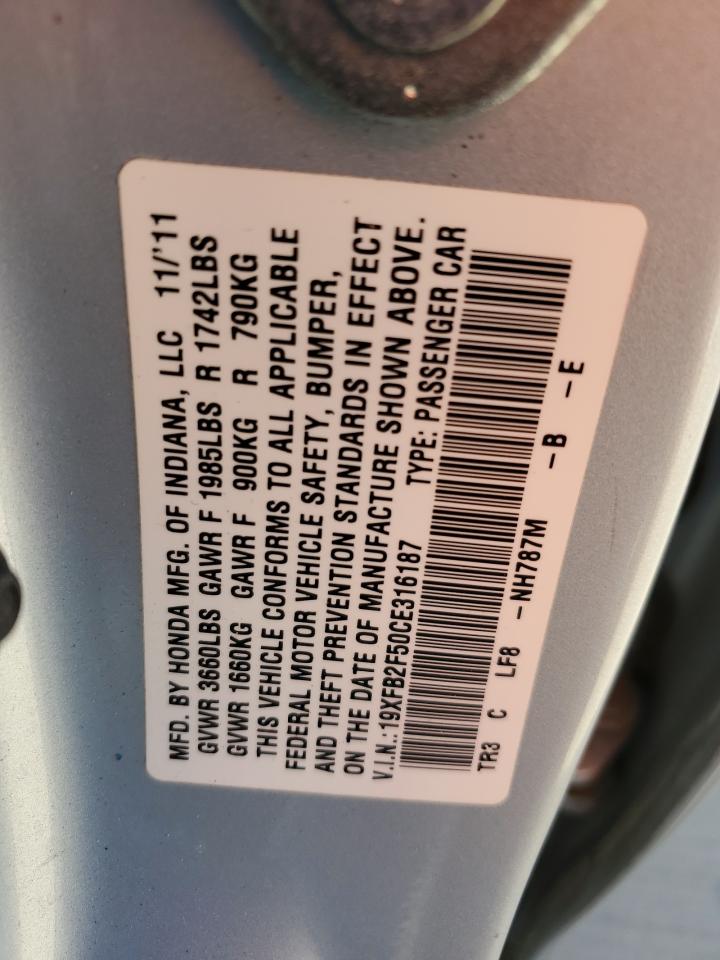 MFD. BY HONDA MFG. OF INDIANA, LLC 11/'11
GVWR 3660LBS GAWR F 1985LBS R 1742LBS
GVWR 1660KG GAWR F 900KG R 790KG
THIS VEHICLE CONFORMS TO ALL APPLICABLE
FEDERAL MOTOR VEHICLE SAFETY, BUMPER,
AND THEFT PREVENTION STANDARDS IN EFFECT
ON THE DATE OF MANUFACTURE SHOWN ABOVE.
V.I.N.:19XFB2F50CE316187 TYPE: PASSENGER CAR
TR3 C LF8 -NH787M -B -E